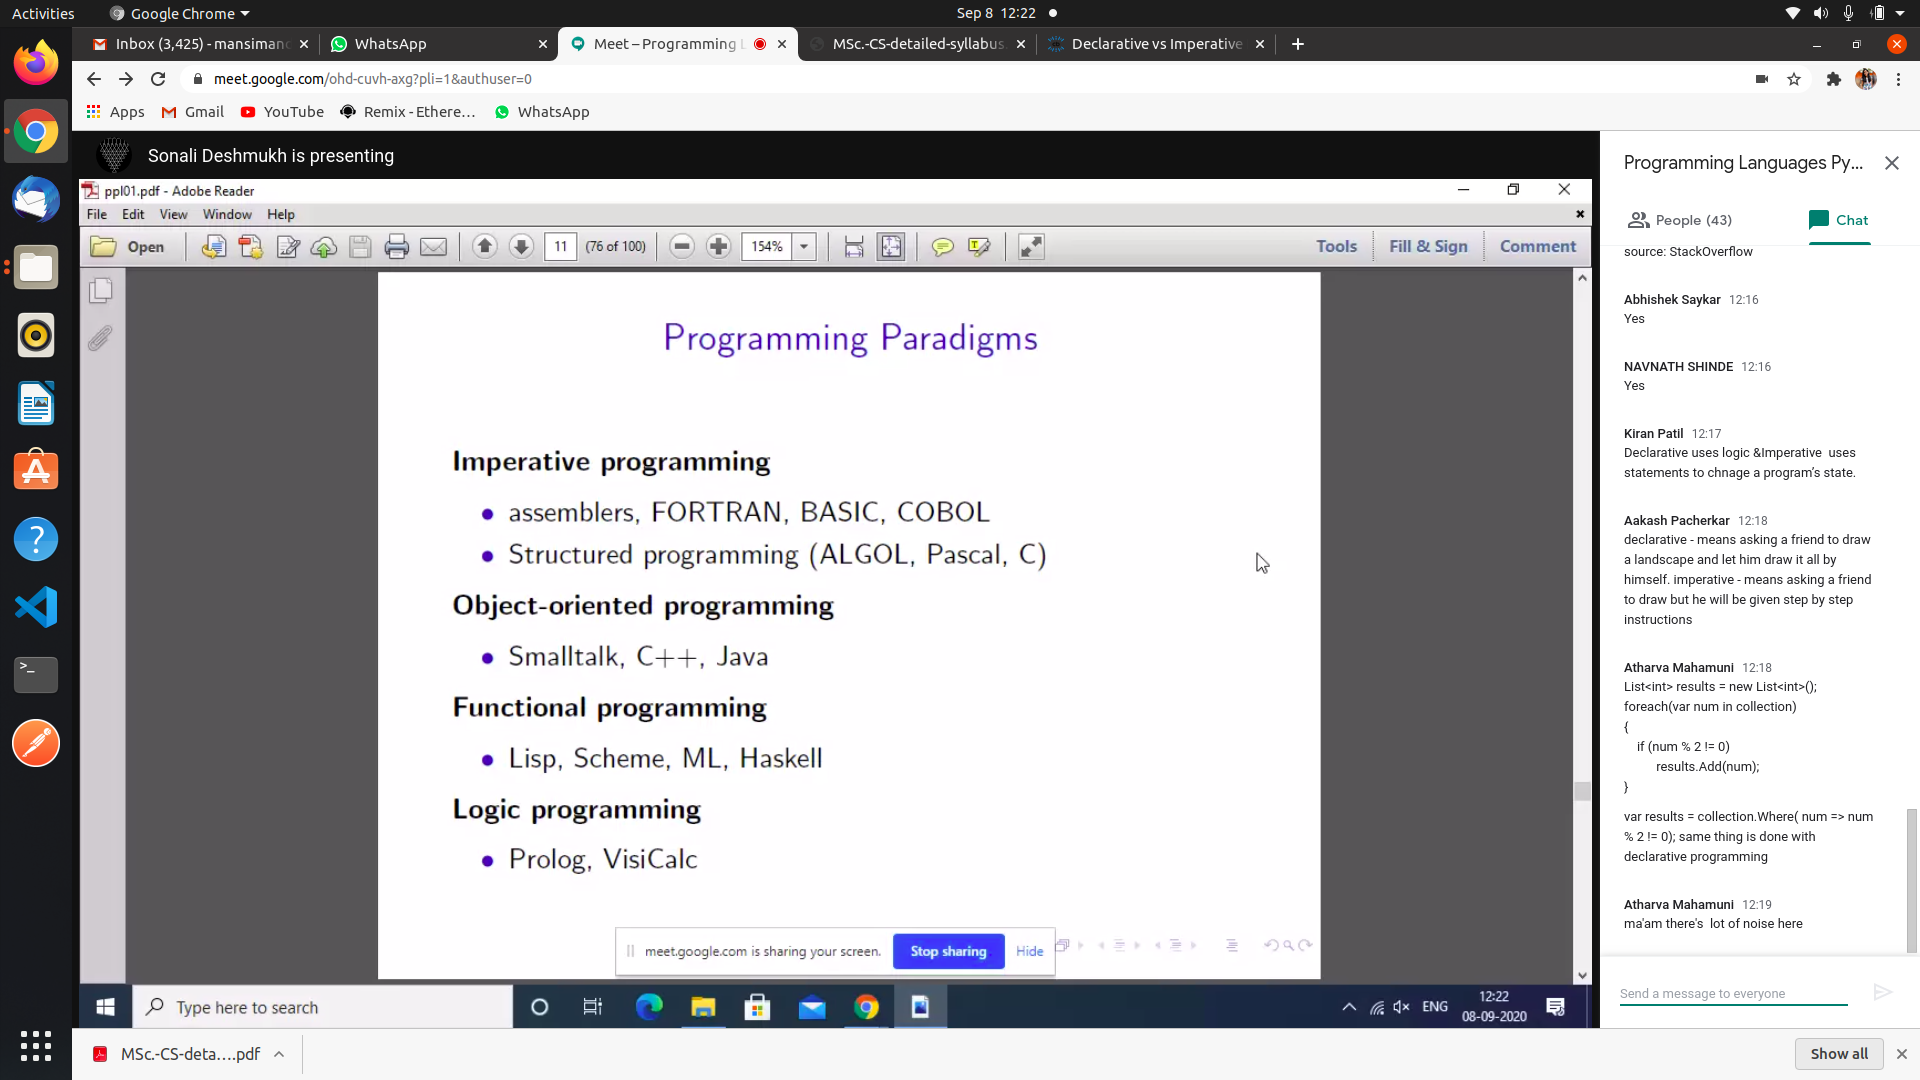 Activities
Google Chrome
Sep 8 12:22
Inbox (3,425) - mansimanc
WhatsApp
Meet – Programming L
MSc.-CS-detailed-syllabus.
Declarative vs Imperative
meet.google.com/ohd-cuvh-axg?pli=1&authuser=0
Apps
Gmail
YouTube
Remix - Ethere…
WhatsApp
Sonali Deshmukh is presenting
ppl01.pdf - Adobe Reader
File Edit View Window Help
Open
11
(76 of 100)
154%
Tools
Fill & Sign
Comment
Programming Paradigms
Imperative programming
• assemblers, FORTRAN, BASIC, COBOL
• Structured programming (ALGOL, Pascal, C)
Object-oriented programming
• Smalltalk, C++, Java
Functional programming
• Lisp, Scheme, ML, Haskell
Logic programming
• Prolog, VisiCalc
meet.google.com is sharing your screen.
Stop sharing
Hide
Type here to search
ENG
12:22
08-09-2020
Programming Languages Py...
People (43)
Chat
source: StackOverflow
Abhishek Saykar 12:16
Yes
NAVNATH SHINDE 12:16
Yes
Kiran Patil 12:17
Declarative uses logic &Imperative uses
statements to chnage a program's state.
Aakash Pacherkar 12:18
declarative - means asking a friend to draw
a landscape and let him draw it all by
himself. imperative - means asking a friend
to draw but he will be given step by step
instructions
Atharva Mahamuni 12:18
List<int> results = new List<int>();
foreach(var num in collection)
{
if (num % 2 != 0)
results.Add(num);
}
var results = collection.Where( num => num
% 2 != 0); same thing is done with
declarative programming
Atharva Mahamuni 12:19
ma'am there's lot of noise here
Send a message to everyone
MSc.-CS-deta....pdf
Show all